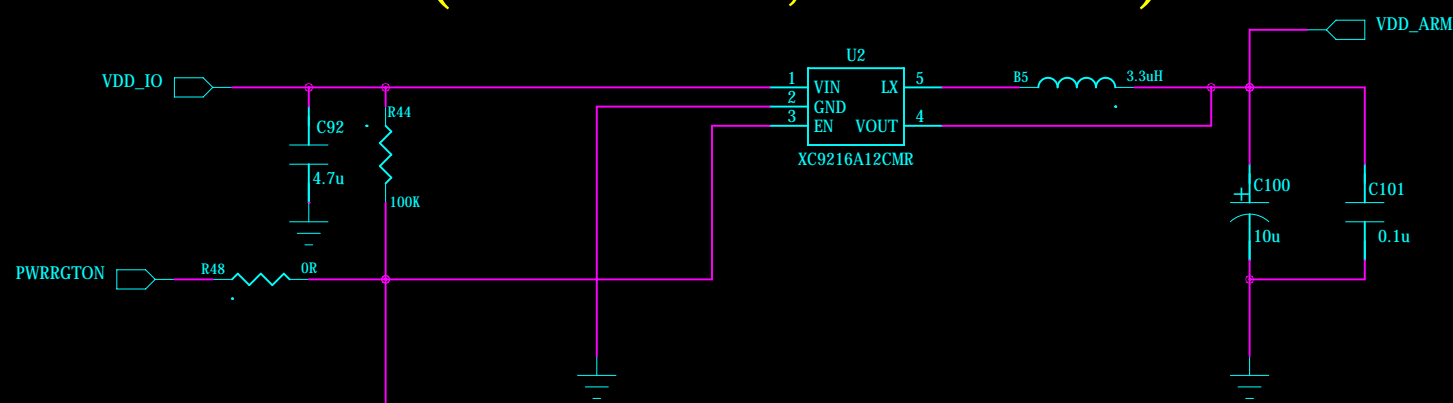 VDD_ARM
U2
VDD_IO
1
VIN
LX
5
B5
3.3uH
2
GND
R44
3
EN
VOUT
4
C92
XC9216A12CMR
4.7u
100K
+
C100
C101
10u
0.1u
PWRRGTON
R48
0R